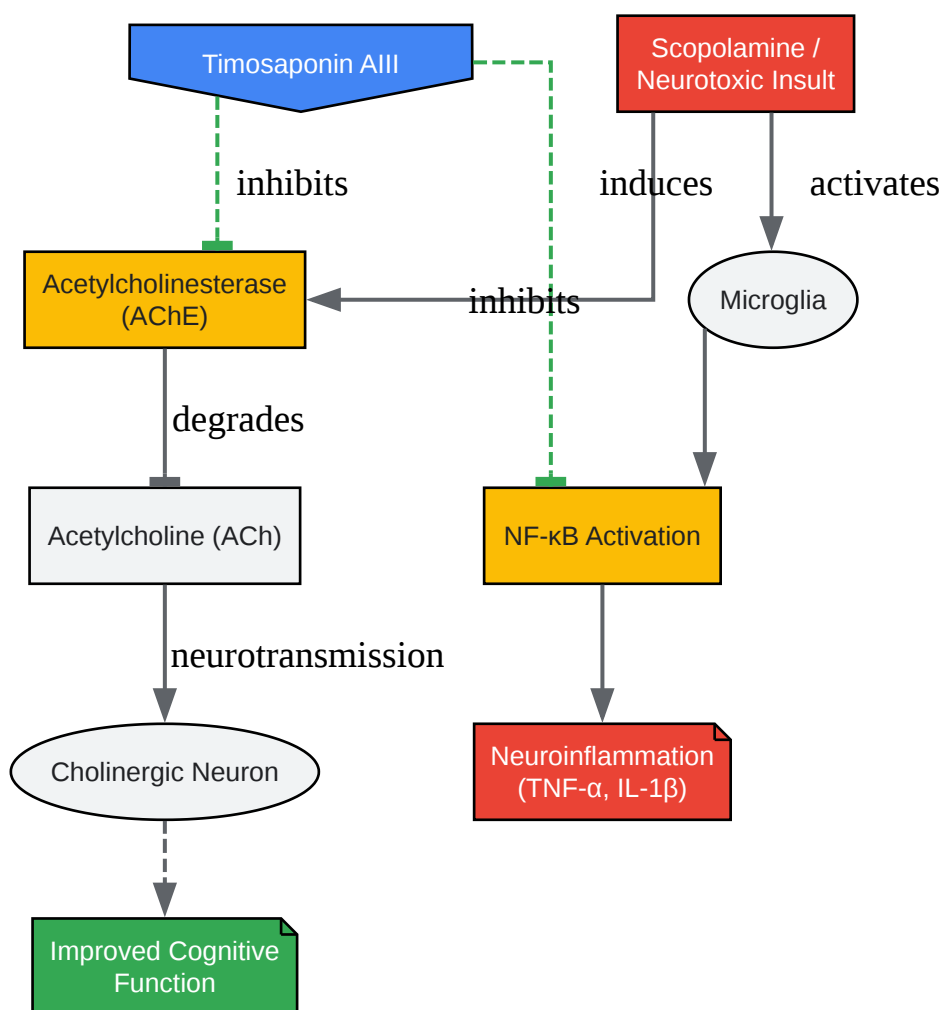 Timosaponin AIII
Scopolamine /
Neurotoxic Insult
inhibits
induces
activates
Acetylcholinesterase
(AChE)
inhibits
Microglia
degrades
Acetylcholine (ACh)
NF-κB Activation
neurotransmission
Cholinergic Neuron
Neuroinflammation
(TNF-α, IL-1β)
Improved Cognitive
Function